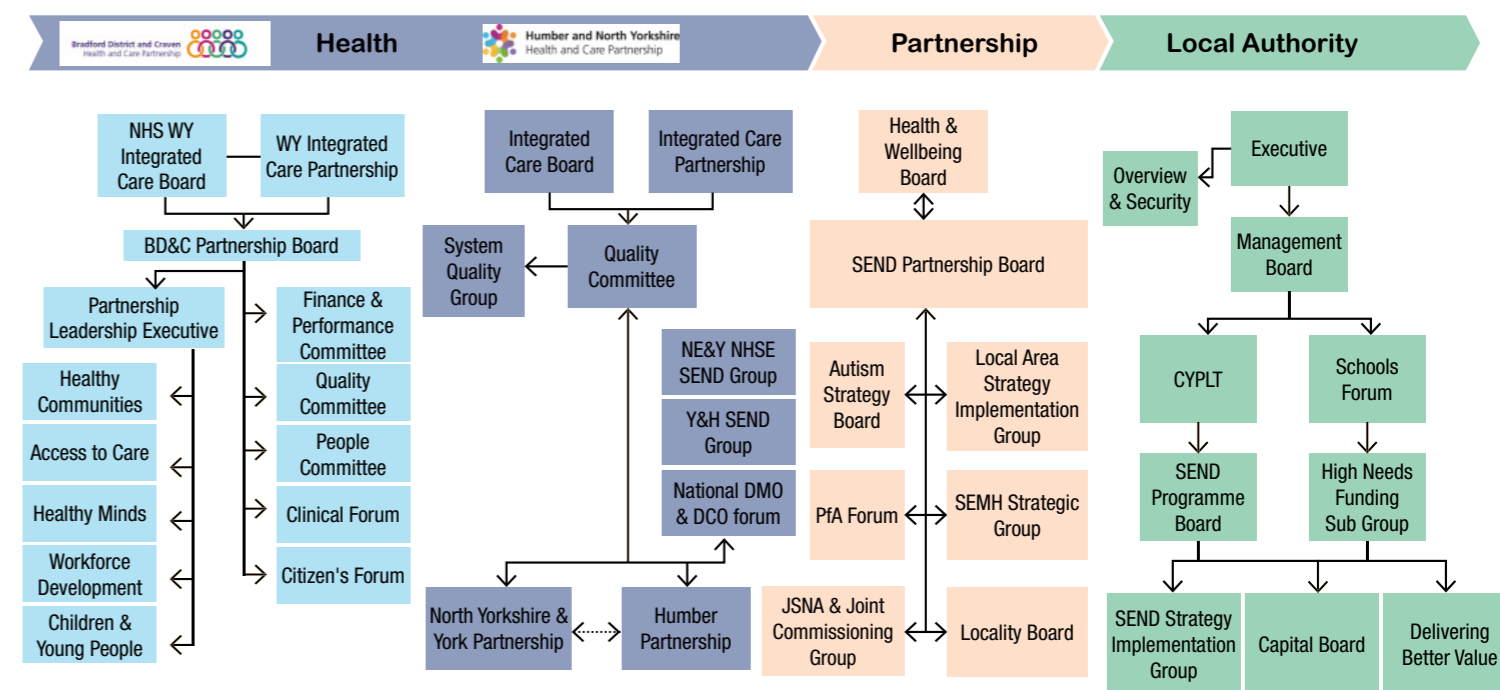 Bradford District and Craven
Health and Care Partnership
Health
Humber and North Yorkshire
Health and Care Partnership
Partnership
Local Authority
NHS WY
Integrated
Care Board
WY Integrated
Care Partnership
BD&C Partnership Board
Partnership
Leadership Executive
Healthy
Communities
Access to Care
Healthy Minds
Workforce
Development
Children &
Young People
Finance &
Performance
Committee
Quality
Committee
People
Committee
Clinical Forum
Citizen's Forum
Integrated
Care Board
Integrated Care
Partnership
System
Quality
Group
Quality
Committee
NE&Y NHSE
SEND Group
Y&H SEND
Group
National DMO
& DCO forum
North Yorkshire &
York Partnership
Humber
Partnership
Health &
Wellbeing
Board
SEND Partnership Board
Autism
Strategy
Board
Local Area
Strategy
Implementation
Group
PfA Forum
SEMH Strategic
Group
JSNA & Joint
Commissioning
Group
Locality Board
Executive
Overview
& Security
Management
Board
CYPLT
Schools
Forum
SEND
Programme
Board
High Needs
Funding
Sub Group
SEND Strategy
Implementation
Group
Capital Board
Delivering
Better Value